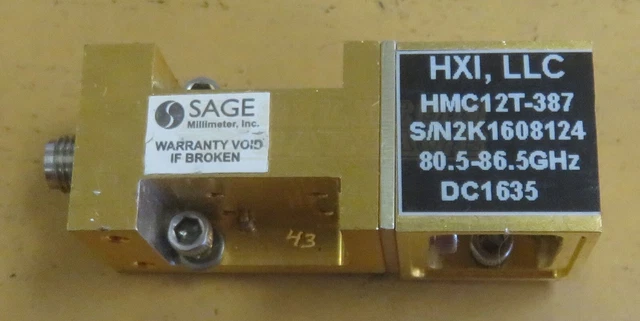 SAGE
Millimeter, Inc.
WARRANTY VOID
IF BROKEN
43
HXI, LLC
HMC12T-387
S/N2K1608124
80.5-86.5GHz
DC1635